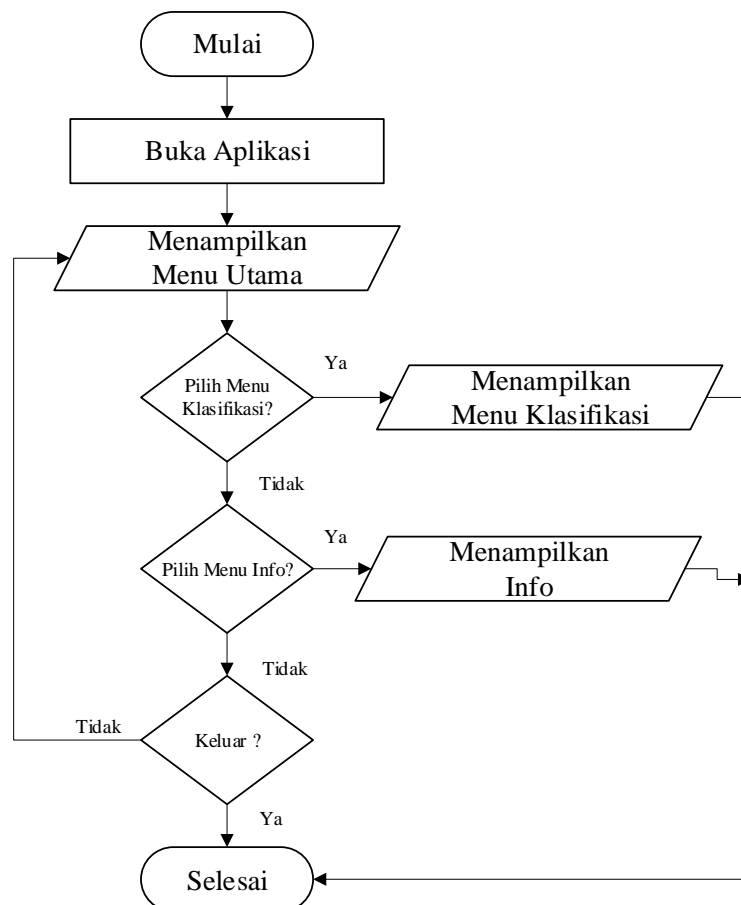 Mulai
Buka Aplikasi
Menampilkan
Menu Utama
Pilih Menu
Klasifikasi?
Ya
Menampilkan
Menu Klasifikasi
Tidak
Pilih Menu Info?
Ya
Menampilkan
Info
Tidak
Keluar ?
Tidak
Ya
Selesai